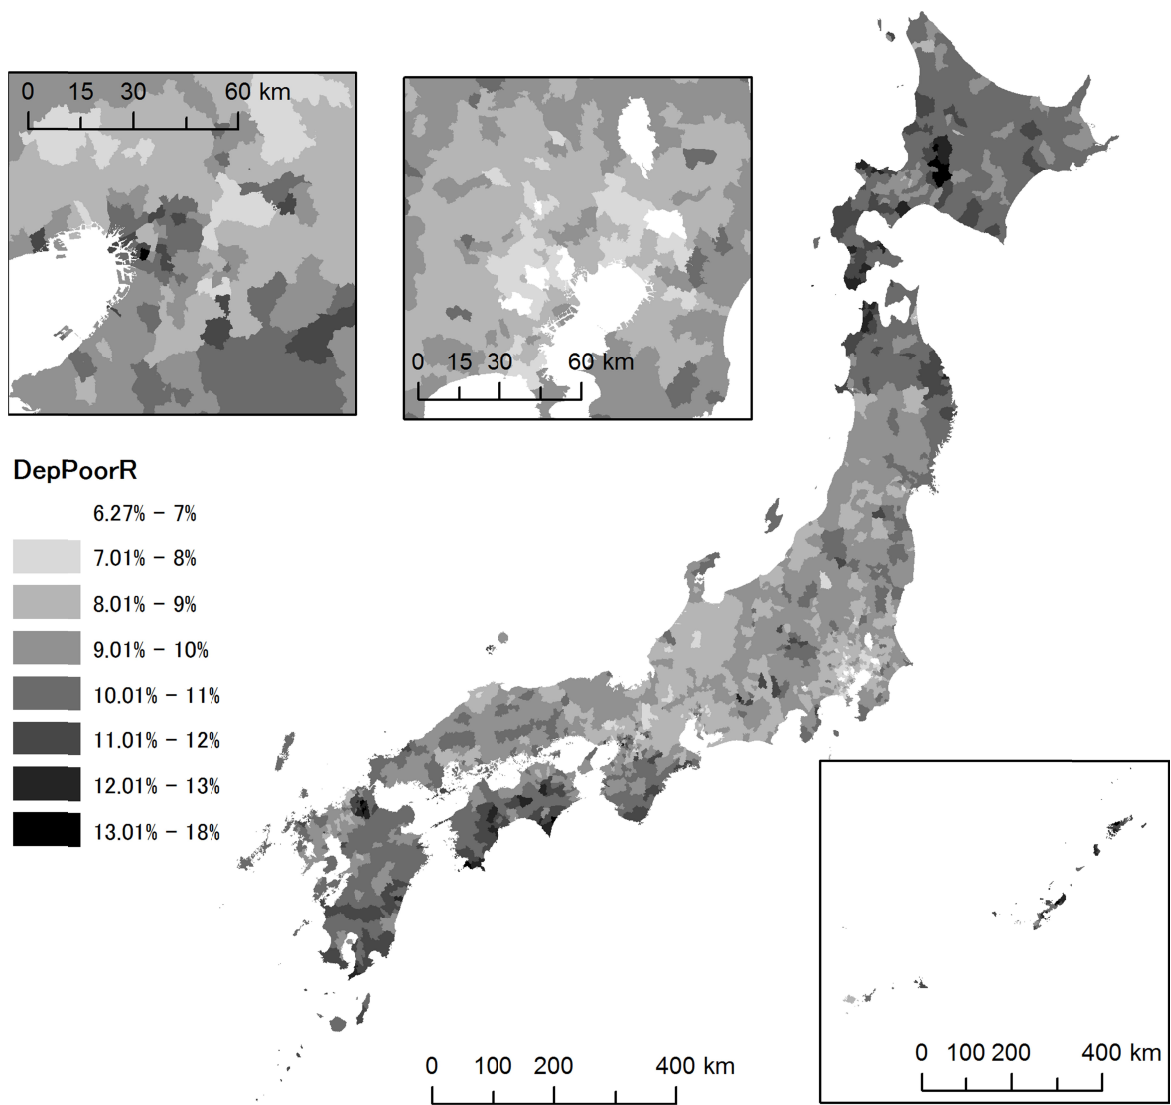 0 15 30 60 km
0 15 30 60 km
DepPoorR
6.27% - 7%
7.01% - 8%
8.01% - 9%
9.01% - 10%
10.01% - 11%
11.01% - 12%
12.01% - 13%
13.01% - 18%
0 100 200 400 km
0 100 200 400 km